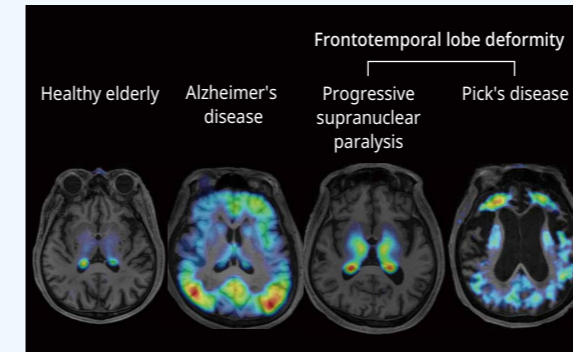 Frontotemporal lobe deformity
Healthy elderly
Alzheimer's
disease
Progressive
supranuclear
paralysis
Pick's disease